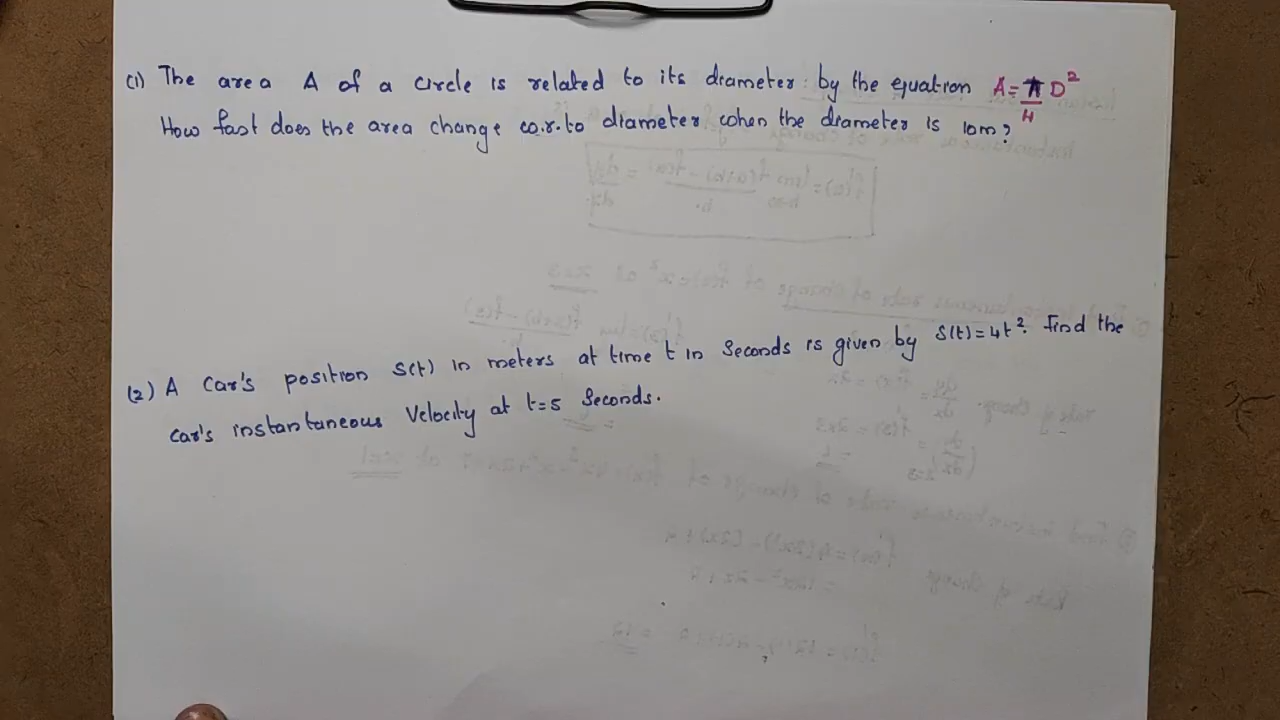 (1) The area A of a circle is related to its diameter by the equation A = π/4 D²
How fast does the area change w.r.to diameter when the diameter is 10m?
(2) A Car's position S(t) in meters at time t in Seconds is given by S(t)=4t². Find the
Car's instantaneous Velocity at t=5 Seconds.